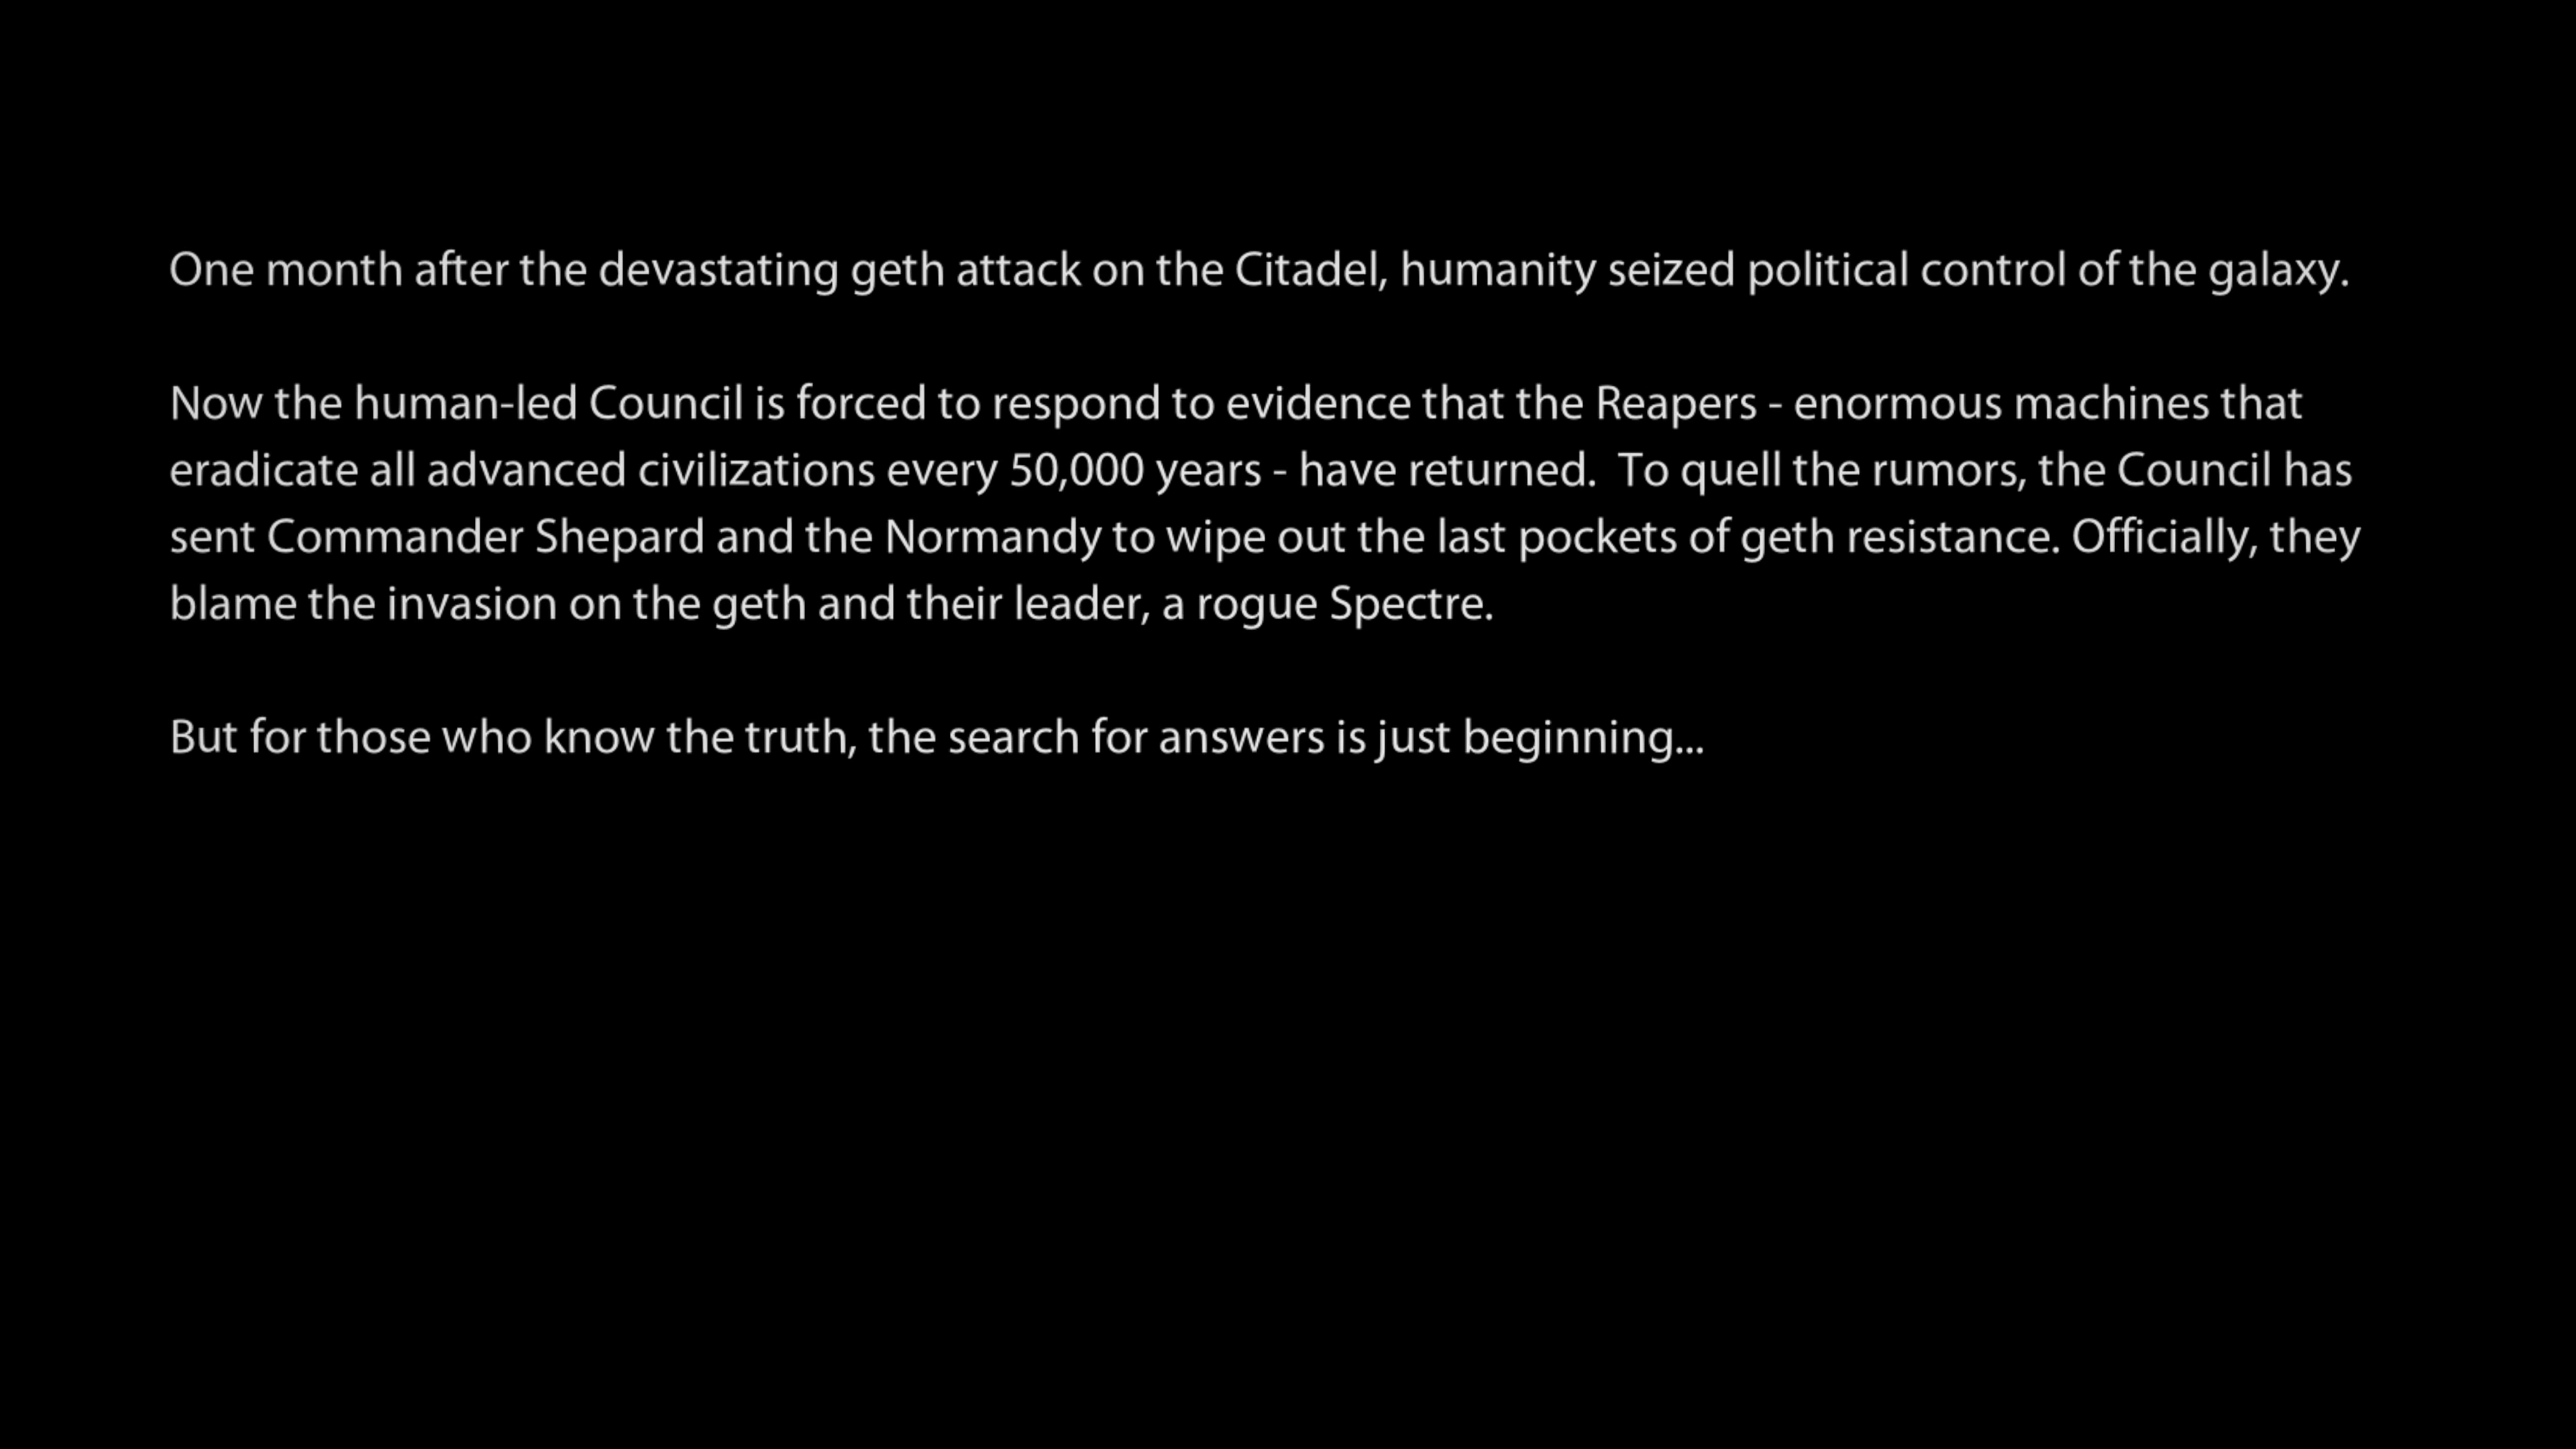 One month after the devastating geth attack on the Citadel, humanity seized political control of the galaxy.
Now the human-led Council is forced to respond to evidence that the Reapers - enormous machines that
eradicate all advanced civilizations every 50,000 years - have returned.  To quell the rumors, the Council has
sent Commander Shepard and the Normandy to wipe out the last pockets of geth resistance. Officially, they
blame the invasion on the geth and their leader, a rogue Spectre.
But for those who know the truth, the search for answers is just beginning...